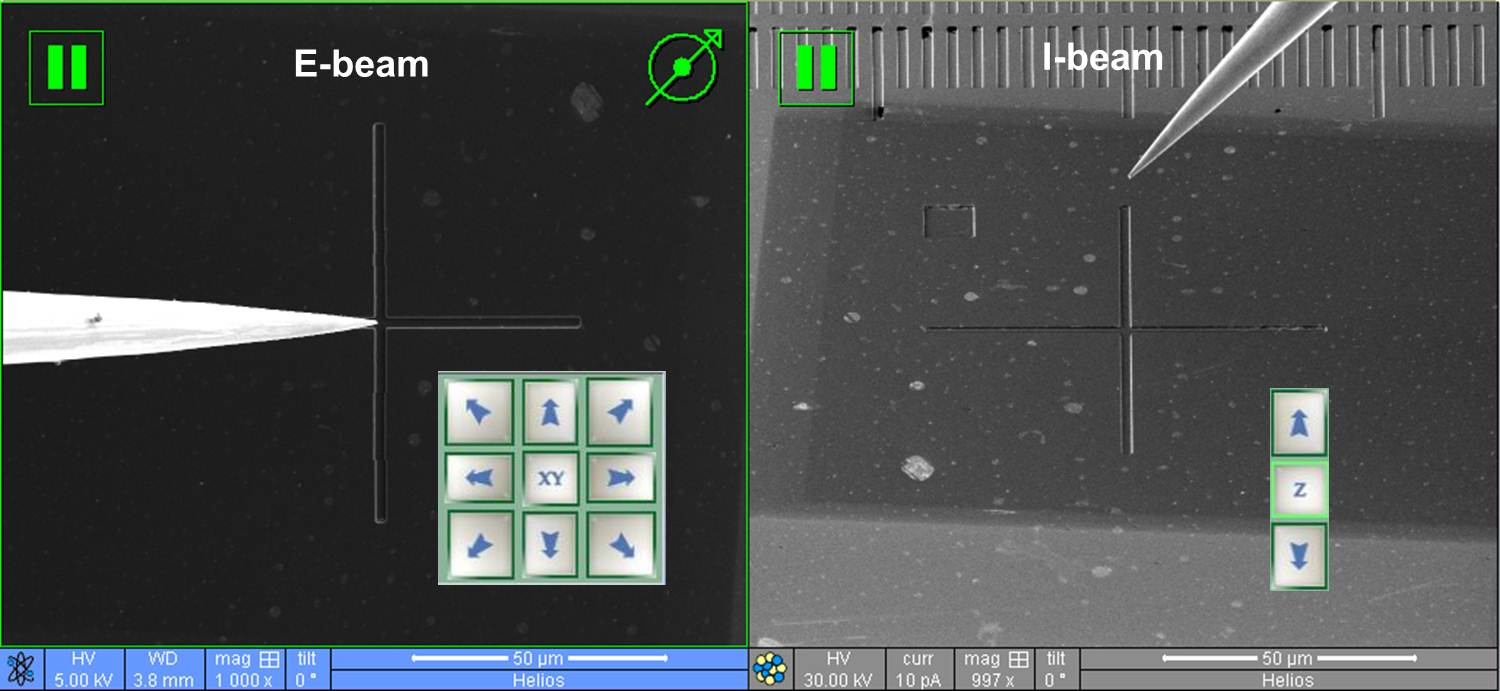 E-beam
I-beam
XY
Z
HV WD mag tilt
5.00 kV 3.8 mm 1 000 x 0 ° 50 µm
Helios
HV curr mag tilt
30.00 kV 10 pA 997 x 0 ° 50 µm
Helios